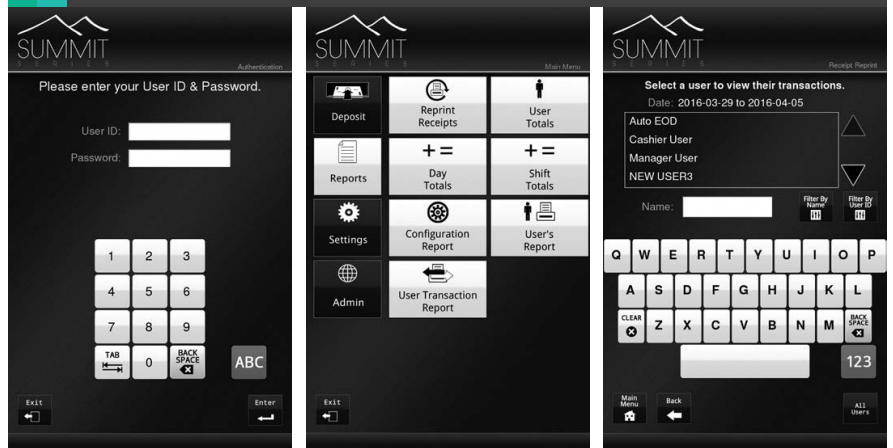 SUMMIT
SERIES
Authentication
Please enter your User ID & Password.
User ID:
Password:
1 2 3
4 5 6
7 8 9
TAB 0 BACK SPACE
ABC
Exit
Enter
SUMMIT
SERIES
Main Menu
Deposit
Reprint
Receipts
User
Totals
Reports
+ =
Day
Totals
+ =
Shift
Totals
Settings
Configuration
Report
User's
Report
Admin
User Transaction
Report
Exit
SUMMIT
SERIES
Receipt Reprint
Select a user to view their transactions.
Date: 2016-03-29 to 2016-04-05
Auto EOD
Cashier User
Manager User
NEW USER3
Name:
Filter By
Name
Filter By
User ID
Q W E R T Y U I O P
A S D F G H J K L
CLEAR Z X C V B N M BACK SPACE
123
Main
Menu
Back
All
Users